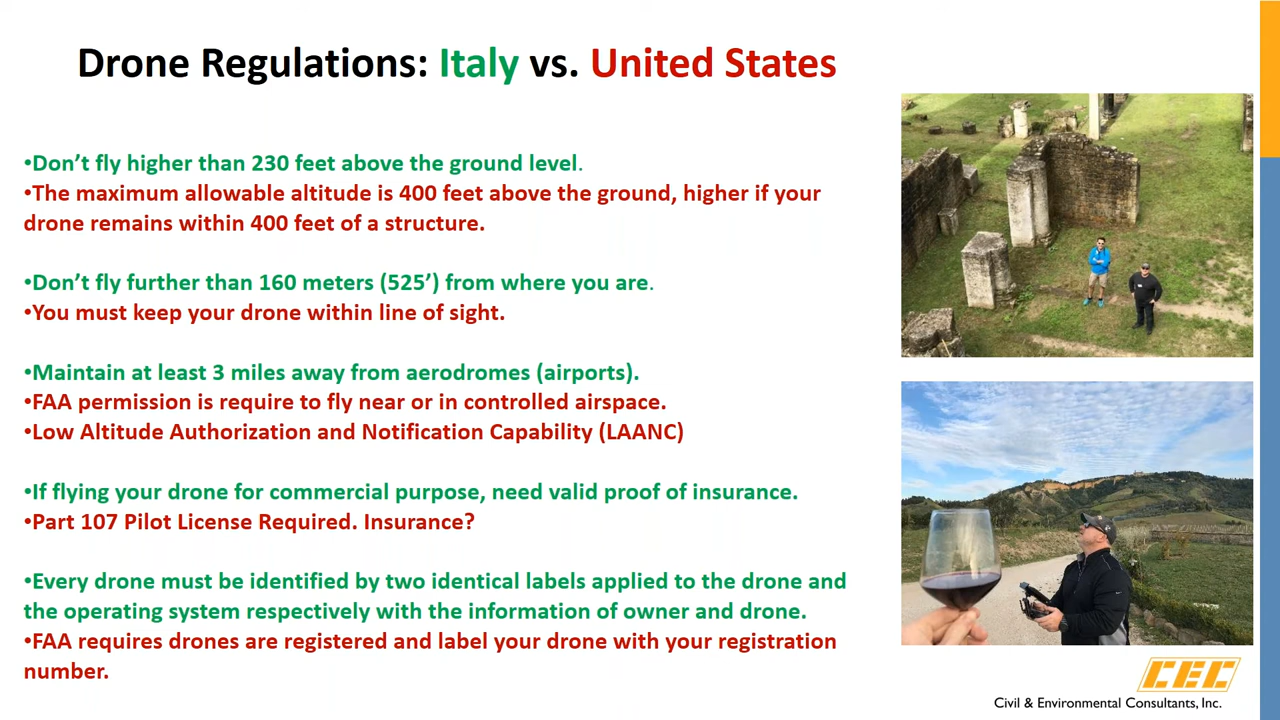 Drone Regulations: Italy vs. United States
•Don’t fly higher than 230 feet above the ground level.
•The maximum allowable altitude is 400 feet above the ground, higher if your
drone remains within 400 feet of a structure.
•Don’t fly further than 160 meters (525’) from where you are.
•You must keep your drone within line of sight.
•Maintain at least 3 miles away from aerodromes (airports).
•FAA permission is require to fly near or in controlled airspace.
•Low Altitude Authorization and Notification Capability (LAANC)
•If flying your drone for commercial purpose, need valid proof of insurance.
•Part 107 Pilot License Required. Insurance?
•Every drone must be identified by two identical labels applied to the drone and
the operating system respectively with the information of owner and drone.
•FAA requires drones are registered and label your drone with your registration
number.
CEC
Civil & Environmental Consultants, Inc.